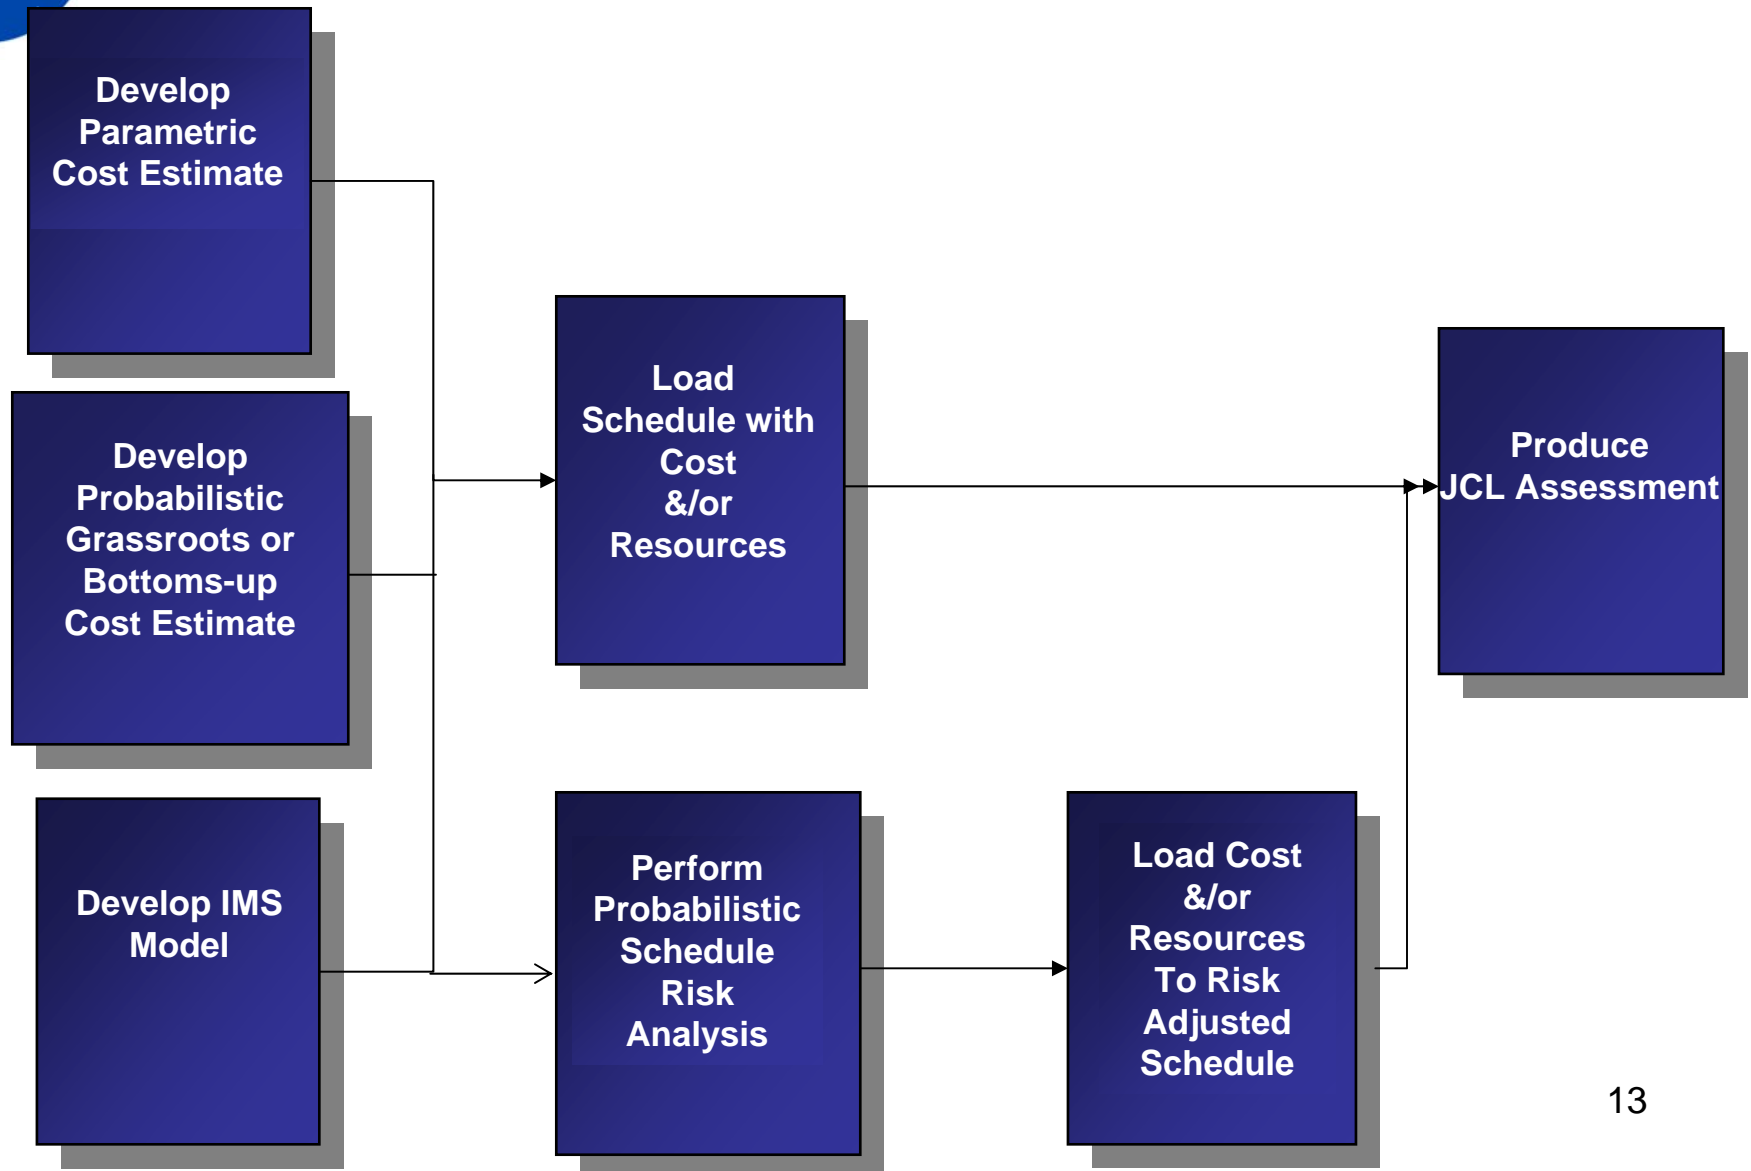 Develop
Parametric
Cost Estimate
Develop
Probabilistic
Grassroots or
Bottoms-up
Cost Estimate
Develop IMS
Model
Load
Schedule with
Cost
&/or
Resources
Perform
Probabilistic
Schedule
Risk
Analysis
Load Cost
&/or
Resources
To Risk
Adjusted
Schedule
Produce
JCL Assessment
13